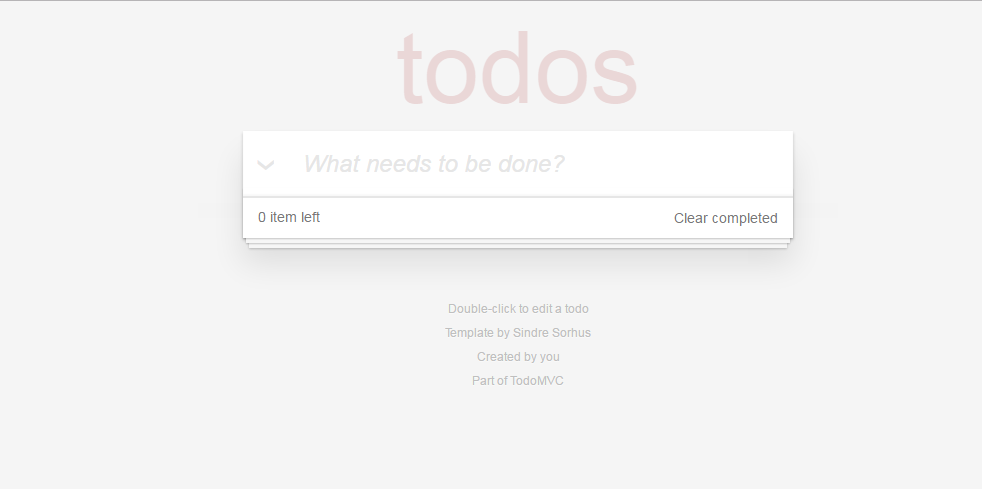 todos
What needs to be done?
0 item left
Clear completed
Double-click to edit a todo
Template by Sindre Sorhus
Created by you
Part of TodoMVC